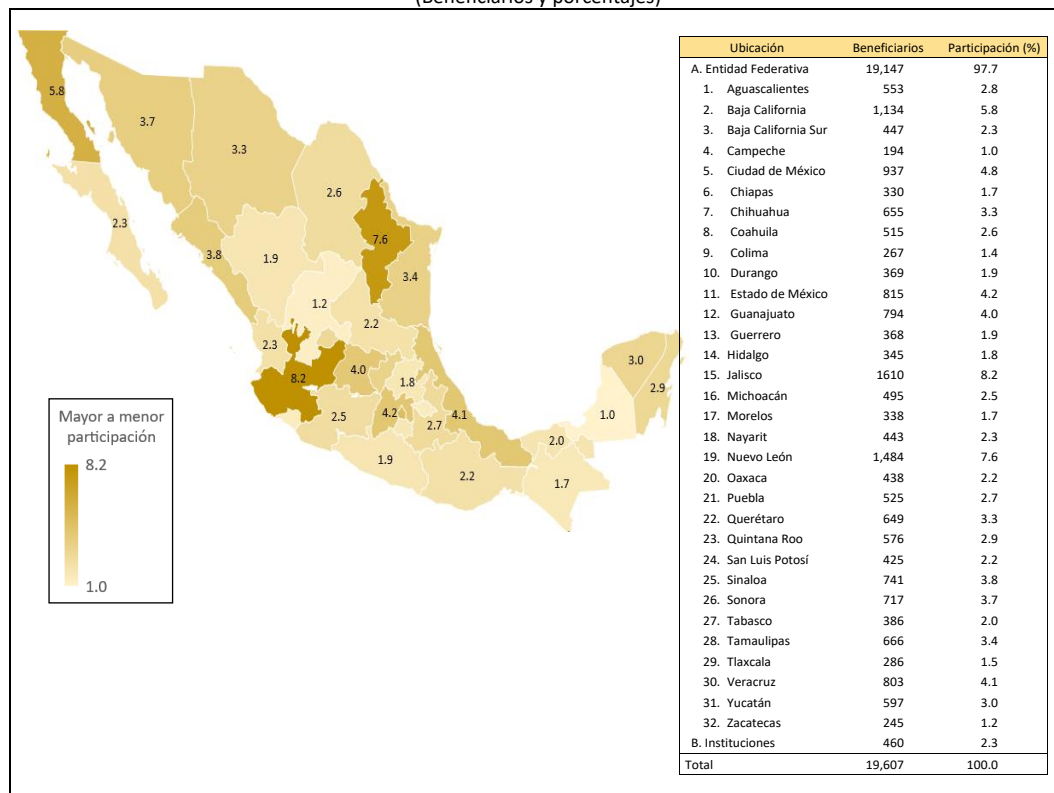 (Beneficiarios y porcentajes)
5.8
3.7
3.3
2.6
2.3
7.6
3.8
1.9
3.4
1.2
2.2
2.3
8.2
4.0
1.8
3.0
2.9
2.5
4.2
2.7
4.1
1.0
2.0
1.9
2.2
1.7
Mayor a menor
participación
8.2
1.0
Ubicación Beneficiarios Participación (%)
A. Entidad Federativa 19,147 97.7
1. Aguascalientes 553 2.8
2. Baja California 1,134 5.8
3. Baja California Sur 447 2.3
4. Campeche 194 1.0
5. Ciudad de México 937 4.8
6. Chiapas 330 1.7
7. Chihuahua 655 3.3
8. Coahuila 515 2.6
9. Colima 267 1.4
10. Durango 369 1.9
11. Estado de México 815 4.2
12. Guanajuato 794 4.0
13. Guerrero 368 1.9
14. Hidalgo 345 1.8
15. Jalisco 1610 8.2
16. Michoacán 495 2.5
17. Morelos 338 1.7
18. Nayarit 443 2.3
19. Nuevo León 1,484 7.6
20. Oaxaca 438 2.2
21. Puebla 525 2.7
22. Querétaro 649 3.3
23. Quintana Roo 576 2.9
24. San Luis Potosí 425 2.2
25. Sinaloa 741 3.8
26. Sonora 717 3.7
27. Tabasco 386 2.0
28. Tamaulipas 666 3.4
29. Tlaxcala 286 1.5
30. Veracruz 803 4.1
31. Yucatán 597 3.0
32. Zacatecas 245 1.2
B. Instituciones 460 2.3
Total 19,607 100.0